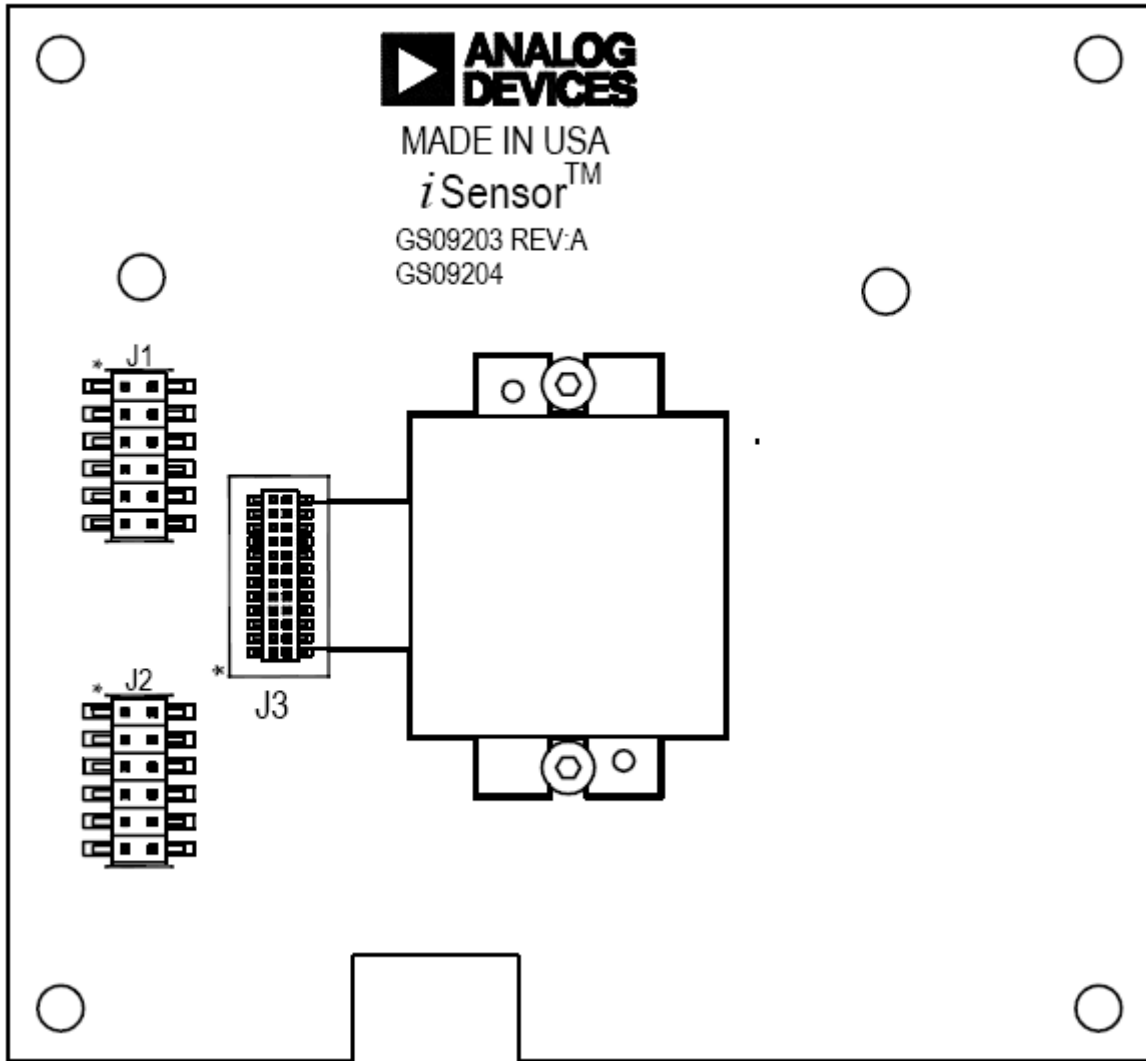 ANALOG
DEVICES
MADE IN USA
iSensor™
GS09203 REV:A
GS09204
* J1
J3
*
* J2